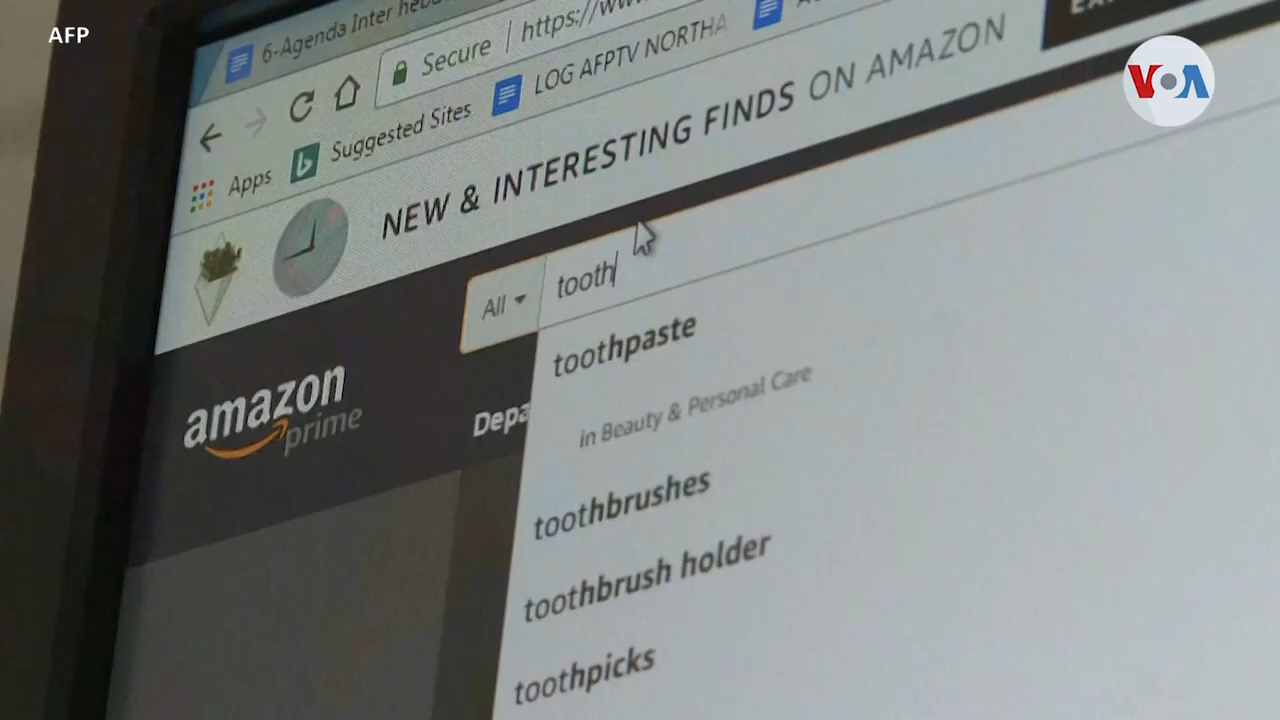 AFP
VOA
6-Agenda Inter
Secure | https://
Apps
Suggested Sites
LOG AFPTV NORTHA
NEW & INTERESTING FINDS ON AMAZON
All
tooth
amazon
prime
Depa
toothpaste
in Beauty & Personal Care
toothbrushes
toothbrush holder
toothpicks